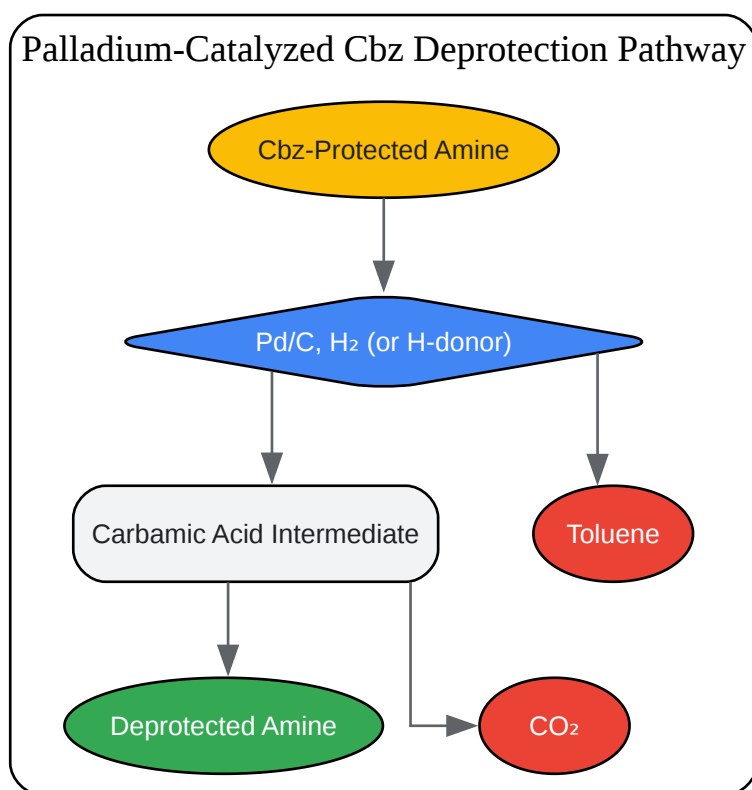 Palladium-Catalyzed Cbz Deprotection Pathway
Cbz-Protected Amine
Pd/C, H₂ (or H-donor)
Carbamic Acid Intermediate
Toluene
Deprotected Amine
CO₂